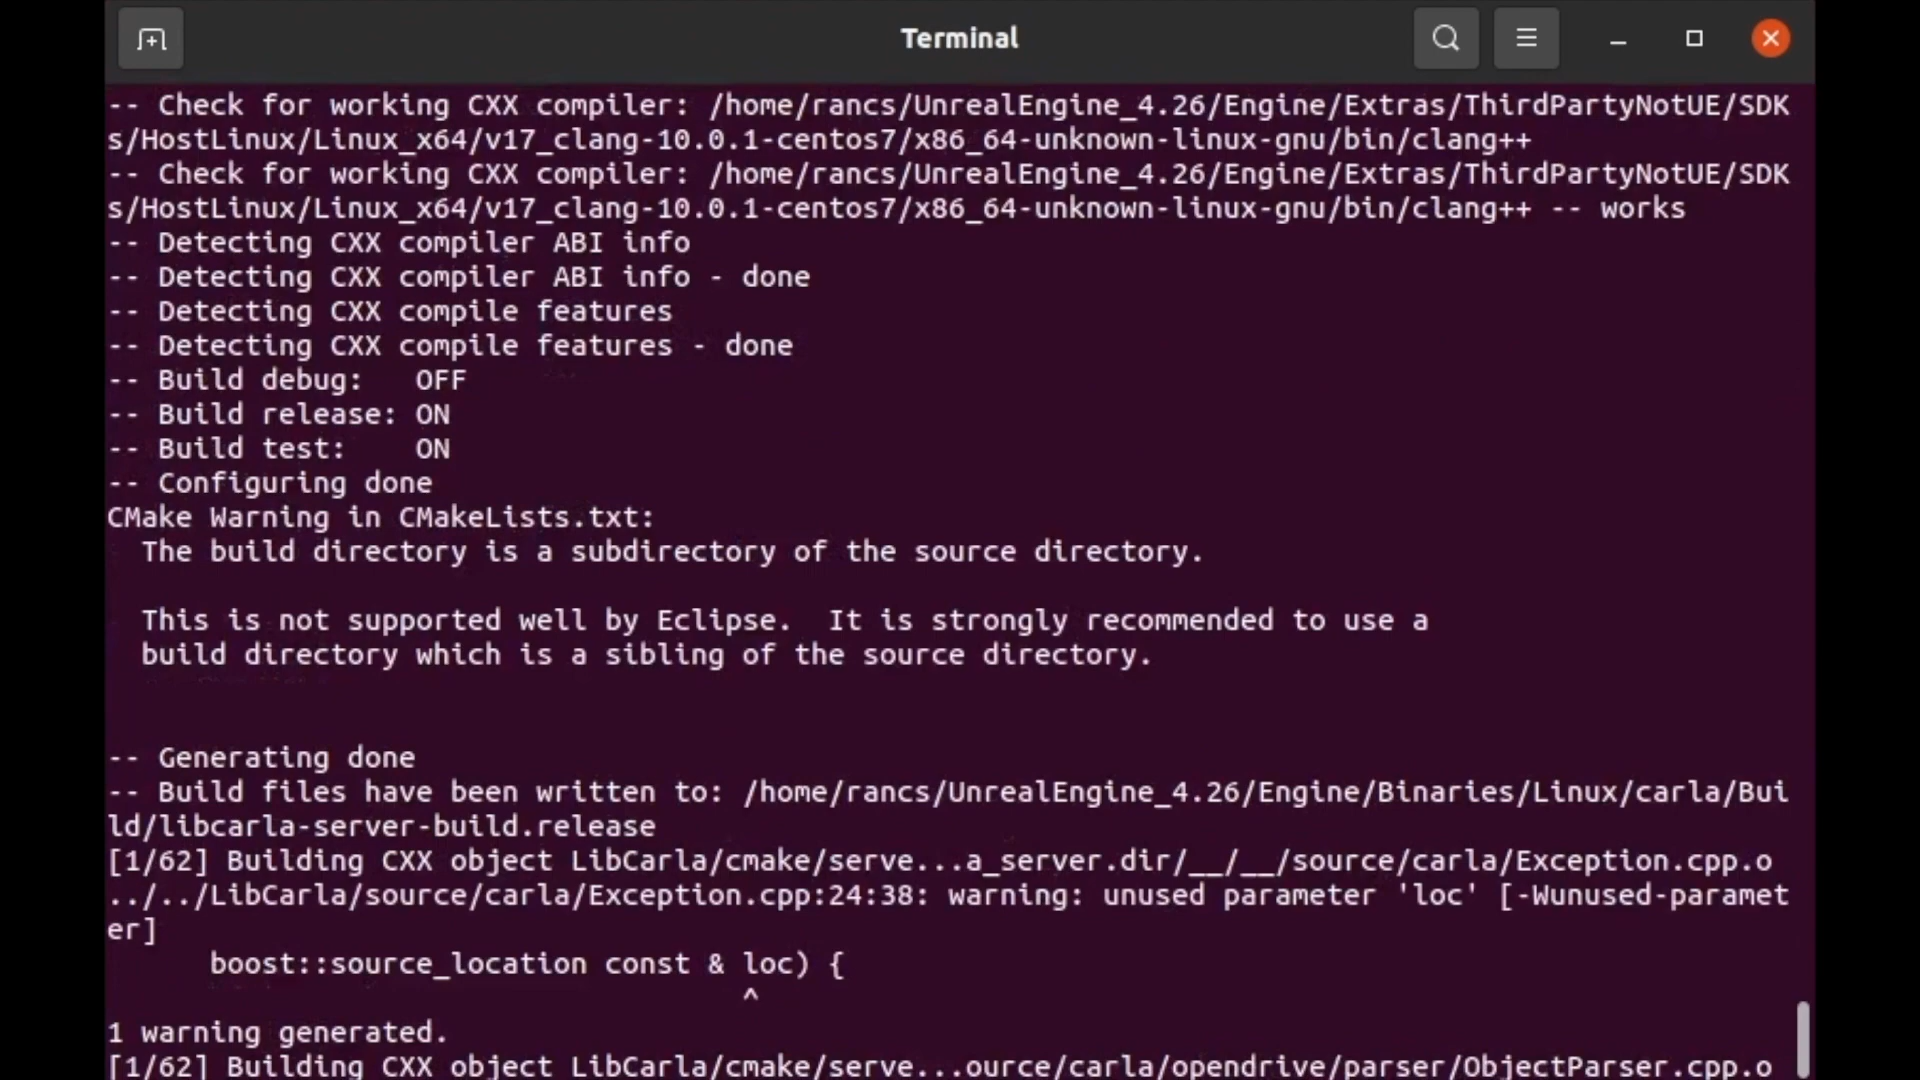 Terminal
-- Check for working CXX compiler: /home/rancs/UnrealEngine_4.26/Engine/Extras/ThirdPartyNotUE/SDK
s/HostLinux/Linux_x64/v17_clang-10.0.1-centos7/x86_64-unknown-linux-gnu/bin/clang++
-- Check for working CXX compiler: /home/rancs/UnrealEngine_4.26/Engine/Extras/ThirdPartyNotUE/SDK
s/HostLinux/Linux_x64/v17_clang-10.0.1-centos7/x86_64-unknown-linux-gnu/bin/clang++ -- works
-- Detecting CXX compiler ABI info
-- Detecting CXX compiler ABI info - done
-- Detecting CXX compile features
-- Detecting CXX compile features - done
-- Build debug:   OFF
-- Build release: ON
-- Build test:    ON
-- Configuring done
CMake Warning in CMakeLists.txt:
  The build directory is a subdirectory of the source directory.
  This is not supported well by Eclipse.  It is strongly recommended to use a
  build directory which is a sibling of the source directory.
-- Generating done
-- Build files have been written to: /home/rancs/UnrealEngine_4.26/Engine/Binaries/Linux/carla/Bui
ld/libcarla-server-build.release
[1/62] Building CXX object LibCarla/cmake/serve...a_server.dir/__/__/source/carla/Exception.cpp.o
../../LibCarla/source/carla/Exception.cpp:24:38: warning: unused parameter 'loc' [-Wunused-paramet
er]
      boost::source_location const & loc) {
                                     ^
1 warning generated.
[1/62] Building CXX object LibCarla/cmake/serve...ource/carla/opendrive/parser/ObjectParser.cpp.o